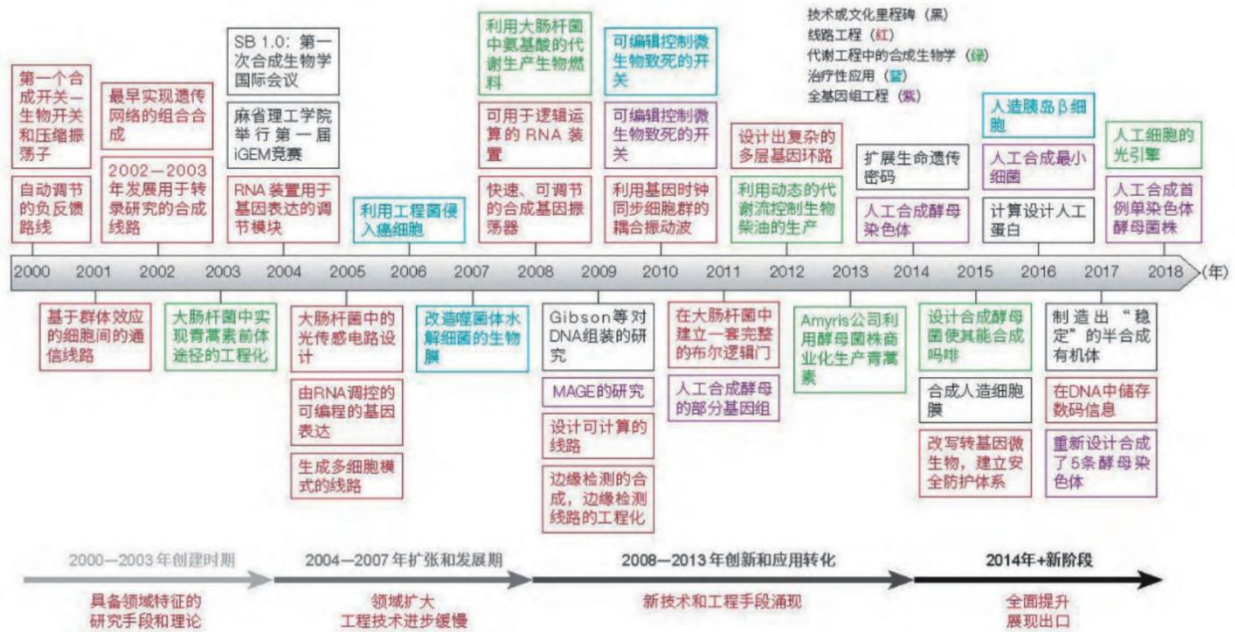 技术或文化里程碑（黑）
线路工程（红）
代谢工程中的合成生物学（绿）
治疗性应用（蓝）
全基因组工程（紫）
第一个合成开关—
生物开关
和压缩振
荡子
自动调节
的负反馈
路线
最早实现遗传
网络的组合合
成
2002—2003
年发展用于转
录研究的合成
线路
SB 1.0：第一
次合成生物学
国际会议
麻省理工学院
举行第一届
iGEM竞赛
RNA 装置用于
基因表达的调
节模块
利用工程菌侵
入癌细胞
利用大肠杆菌
中氨基酸的代
谢生产生物燃
料
可用于逻辑运
算的 RNA 装
置
快速、可调节
的合成基因振
荡器
可编辑控制微
生物致死的开
关
可编辑控制微
生物致死的开
关
利用基因时钟
同步细胞群的
耦合振动波
设计出复杂的
多层基因环路
利用动态的代
谢流控制生物
柴油的生产
扩展生命遗传
密码
人工合成酵母
染色体
人造胰岛β细
胞
人工合成最小
细菌
计算设计人工
蛋白
人工细胞的
光引擎
人工合成首
例单染色体
酵母菌株
2000 2001 2002 2003 2004 2005 2006 2007 2008 2009 2010 2011 2012 2013 2014 2015 2016 2017 2018 (年)
基于群体效应
的细胞间的通
信线路
大肠杆菌中实
现青蒿素前体
途径的工程化
大肠杆菌中的
光传感电路设
计
由RNA调控的
可编程的基因
表达
生成多细胞模
式的线路
改造噬菌体水
解细菌的生物
膜
Gibson等对
DNA组装的研
究
MAGE的研究
设计可计算的
线路
边缘检测的合
成，边缘检测
线路的工程化
在大肠杆菌中
建立一套完整
的布尔逻辑门
人工合成酵母
的部分基因组
Amyris公司利
用酵母菌株商
业化生产青蒿
素
设计合成酵母
菌使其能合成
吗啡
合成人造细胞
膜
改写转基因微
生物，建立安
全防护体系
制造出“稳
定”的半合成
有机体
在DNA中储存
数码信息
重新设计合成
了5条酵母染
色体
2000—2003 年创建时期
具备领域特征的
研究手段和理论
2004—2007 年扩张和发展期
领域扩大
工程技术进步缓慢
2008—2013 年创新和应用转化
新技术和工程手段涌现
2014年+新阶段
全面提升
展现出口